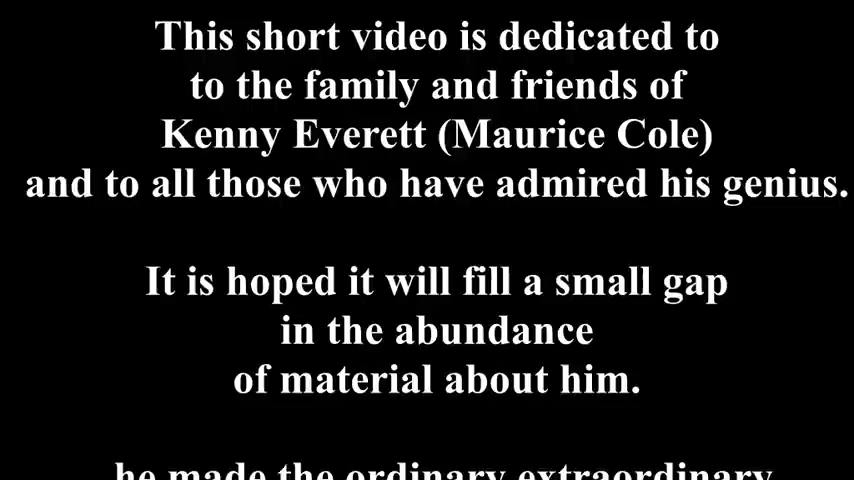 This short video is dedicated to
to the family and friends of
Kenny Everett (Maurice Cole)
and to all those who have admired his genius.
It is hoped it will fill a small gap
in the abundance
of material about him.
he made the ordinary extraordinary